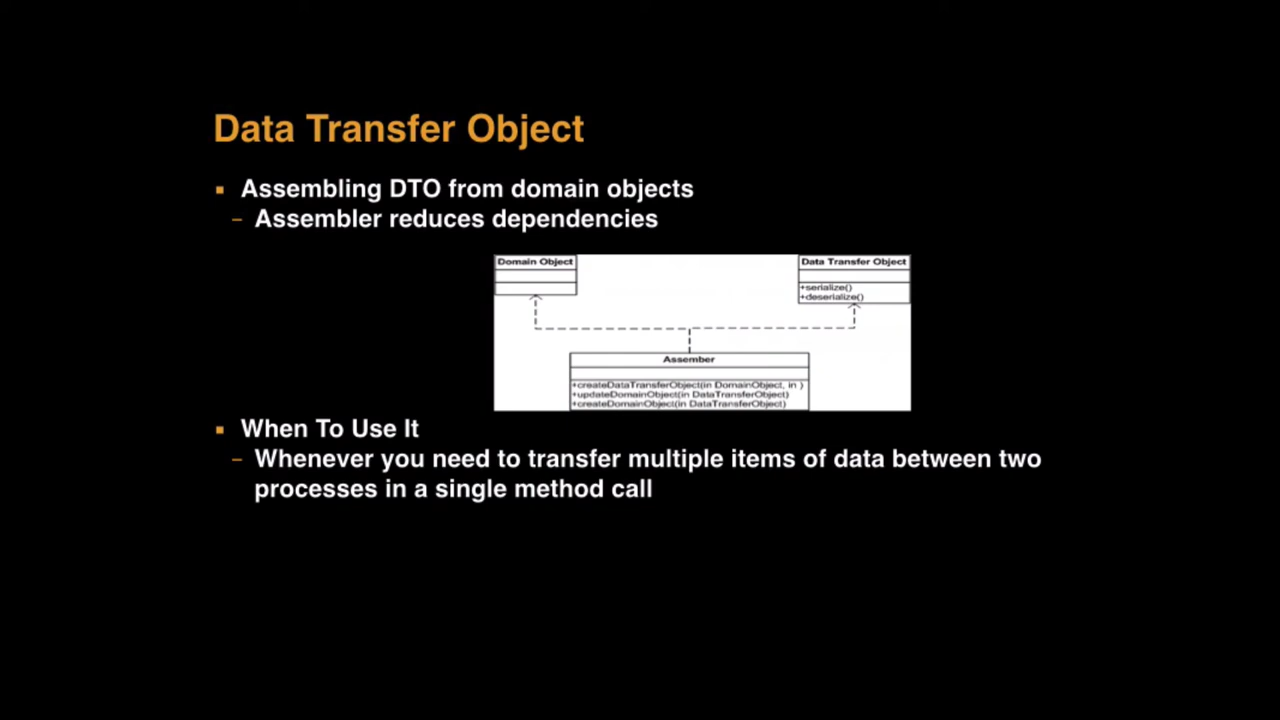 Data Transfer Object
▪ Assembling DTO from domain objects
– Assembler reduces dependencies
Domain Object
Data Transfer Object
+serialize()
+deserialize()
Assember
+createDataTransferObject(in DomainObject, in )
+updateDomainObject(in DataTransferObject)
+createDomainObject(in DataTransferObject)
▪ When To Use It
– Whenever you need to transfer multiple items of data between two
processes in a single method call